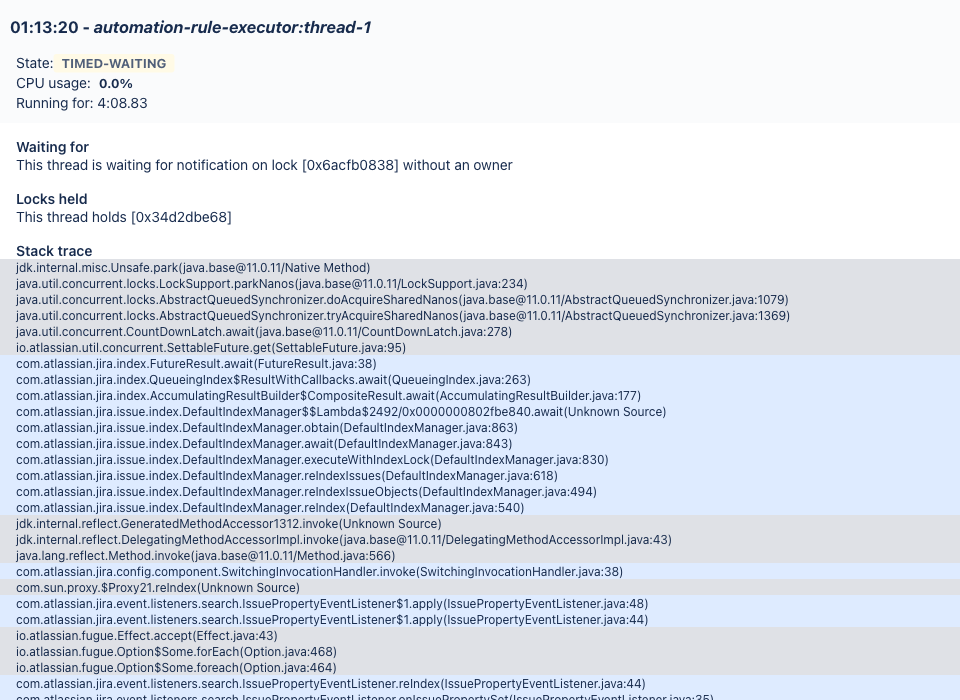 01:13:20 - automation-rule-executor:thread-1
State: TIMED-WAITING
CPU usage: 0.0%
Running for: 4:08.83
Waiting for
This thread is waiting for notification on lock [0x6acfb0838] without an owner
Locks held
This thread holds [0x34d2dbe68]
Stack trace
jdk.internal.misc.Unsafe.park(java.base@11.0.11/Native Method)
java.util.concurrent.locks.LockSupport.parkNanos(java.base@11.0.11/LockSupport.java:234)
java.util.concurrent.locks.AbstractQueuedSynchronizer.doAcquireSharedNanos(java.base@11.0.11/AbstractQueuedSynchronizer.java:1079)
java.util.concurrent.locks.AbstractQueuedSynchronizer.tryAcquireSharedNanos(java.base@11.0.11/AbstractQueuedSynchronizer.java:1369)
java.util.concurrent.CountDownLatch.await(java.base@11.0.11/CountDownLatch.java:278)
io.atlassian.util.concurrent.SettableFuture.get(SettableFuture.java:95)
com.atlassian.jira.index.FutureResult.await(FutureResult.java:38)
com.atlassian.jira.index.QueueingIndex$ResultWithCallbacks.await(QueueingIndex.java:263)
com.atlassian.jira.index.AccumulatingResultBuilder$CompositeResult.await(AccumulatingResultBuilder.java:177)
com.atlassian.jira.issue.index.DefaultIndexManager$$Lambda$2492/0x0000000802fbe840.await(Unknown Source)
com.atlassian.jira.issue.index.DefaultIndexManager.obtain(DefaultIndexManager.java:863)
com.atlassian.jira.issue.index.DefaultIndexManager.await(DefaultIndexManager.java:843)
com.atlassian.jira.issue.index.DefaultIndexManager.executeWithIndexLock(DefaultIndexManager.java:830)
com.atlassian.jira.issue.index.DefaultIndexManager.reIndexIssues(DefaultIndexManager.java:618)
com.atlassian.jira.issue.index.DefaultIndexManager.reIndexIssueObjects(DefaultIndexManager.java:494)
com.atlassian.jira.issue.index.DefaultIndexManager.reIndex(DefaultIndexManager.java:540)
jdk.internal.reflect.GeneratedMethodAccessor1312.invoke(Unknown Source)
jdk.internal.reflect.DelegatingMethodAccessorImpl.invoke(java.base@11.0.11/DelegatingMethodAccessorImpl.java:43)
java.lang.reflect.Method.invoke(java.base@11.0.11/Method.java:566)
com.atlassian.jira.config.component.SwitchingInvocationHandler.invoke(SwitchingInvocationHandler.java:38)
com.sun.proxy.$Proxy21.reIndex(Unknown Source)
com.atlassian.jira.event.listeners.search.IssuePropertyEventListener$1.apply(IssuePropertyEventListener.java:48)
com.atlassian.jira.event.listeners.search.IssuePropertyEventListener$1.apply(IssuePropertyEventListener.java:44)
io.atlassian.fugue.Effect.accept(Effect.java:43)
io.atlassian.fugue.Option$Some.forEach(Option.java:468)
io.atlassian.fugue.Option$Some.foreach(Option.java:464)
com.atlassian.jira.event.listeners.search.IssuePropertyEventListener.reIndex(IssuePropertyEventListener.java:44)
com.atlassian.jira.event.listeners.search.IssuePropertyEventListener.onIssuePropertySet(IssuePropertyEventListener.java:35)